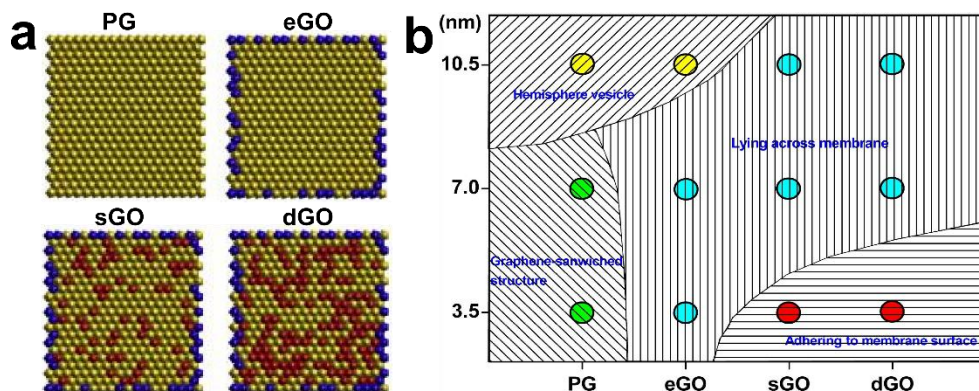 a
PG
eGO
sGO
dGO
b
(nm)
10.5
7.0
3.5
Hemisphere vesicle
Lying across membrane
Graphene-sanwiched
structure
Adhering to membrane surface
PG
eGO
sGO
dGO